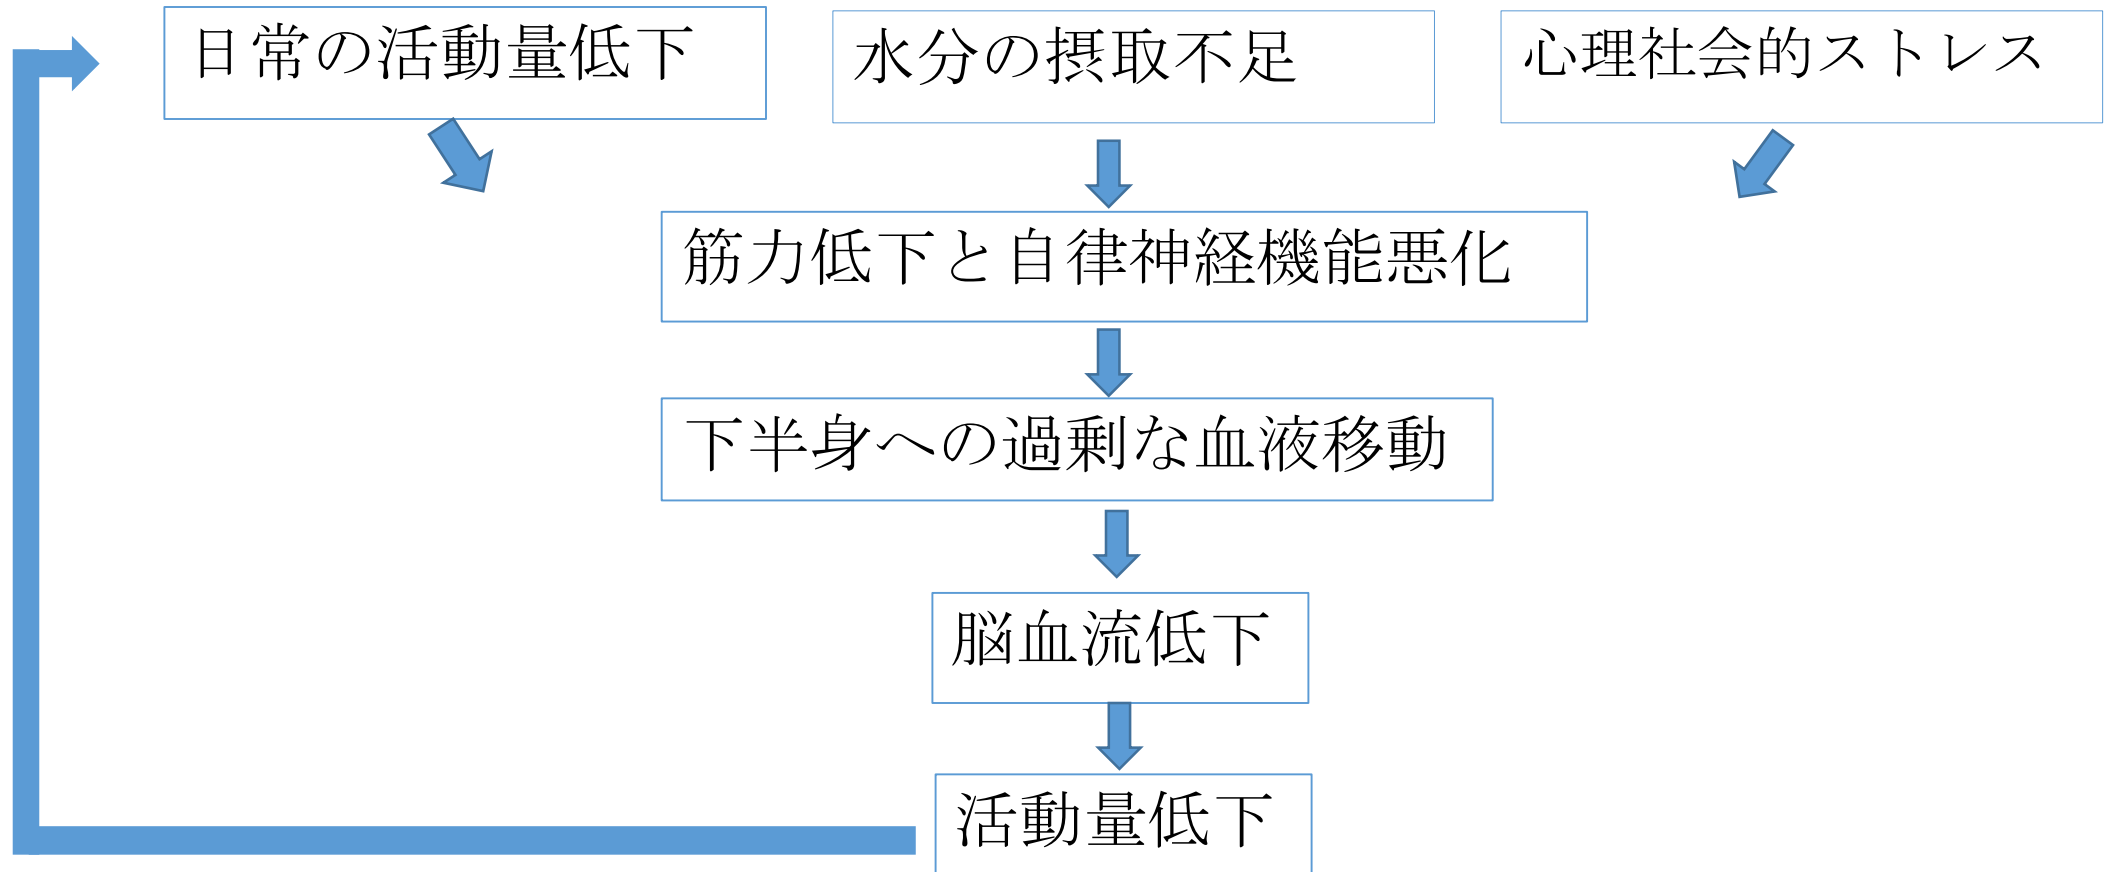 日常の活動量低下
水分の摂取不足
心理社会的ストレス
筋力低下と自律神経機能悪化
下半身への過剰な血液移動
脳血流低下
活動量低下